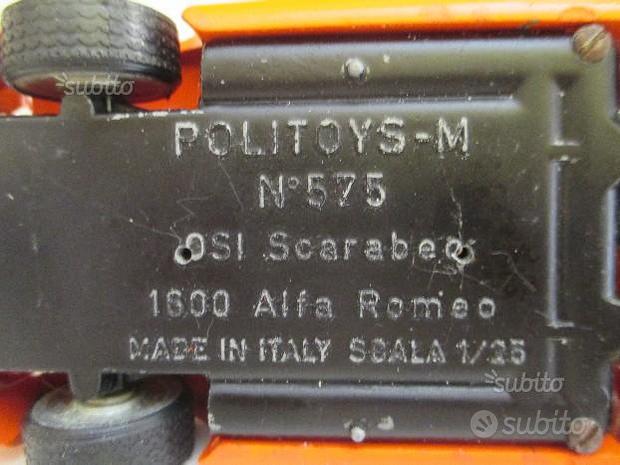 subito
POLITOYS-M
N°575
OSI Scarabeo
1600 Alfa Romeo
MADE IN ITALY SCALA 1/25
subito
subito